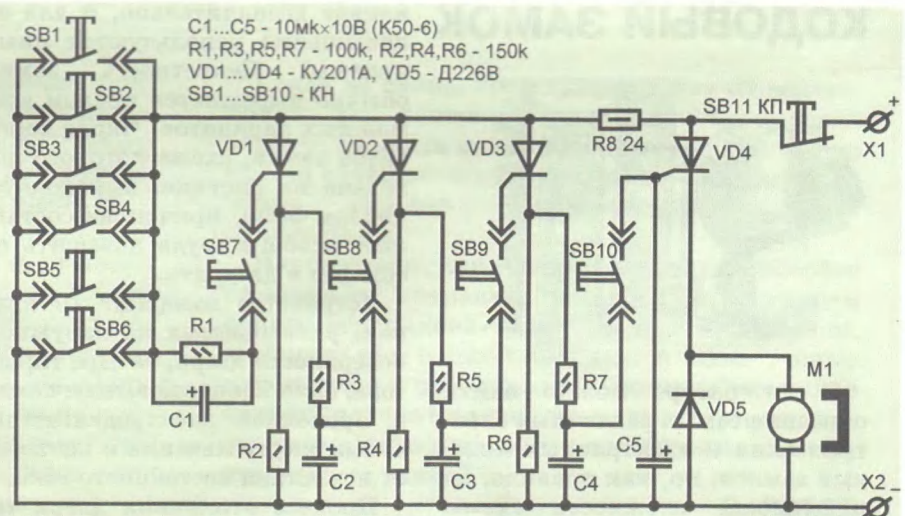 КОДОВЫЙ ЗАМОК
C1...C5 - 10мк×10В (К50-6)
R1,R3,R5,R7 - 100k, R2,R4,R6 - 150k
VD1...VD4 - КУ201А, VD5 - Д226В
SB1...SB10 - КН
SB1
SB2
SB3
SB4
SB5
SB6
VD1
VD2
VD3
R8 24
VD4
SB11 КП
+
X1
SB7
SB8
SB9
SB10
R1
C1
R2
R3
C2
R4
R5
C3
R6
R7
C4
C5
VD5
M1
X2
-